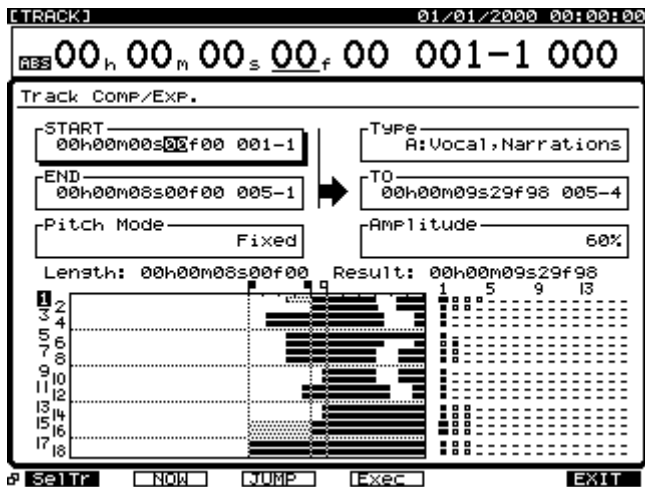 [TRACK] 01/01/2000 00:00:00
ABS 00h 00m 00s 00f 00 001-1 000
Track Comp/Exp.
START
00h00m00s00f00 001-1
Type
A:Vocal,Narrations
END
00h00m08s00f00 005-1
TO
00h00m09s29f98 005-4
Pitch Mode
Fixed
Amplitude
60%
Length: 00h00m08s00f00 Result: 00h00m09s29f98
1 5 9 13
1
2
3
4
5
6
7
8
9
10
11
12
13
14
15
16
17
18
SelTr NOW JUMP Exec EXIT